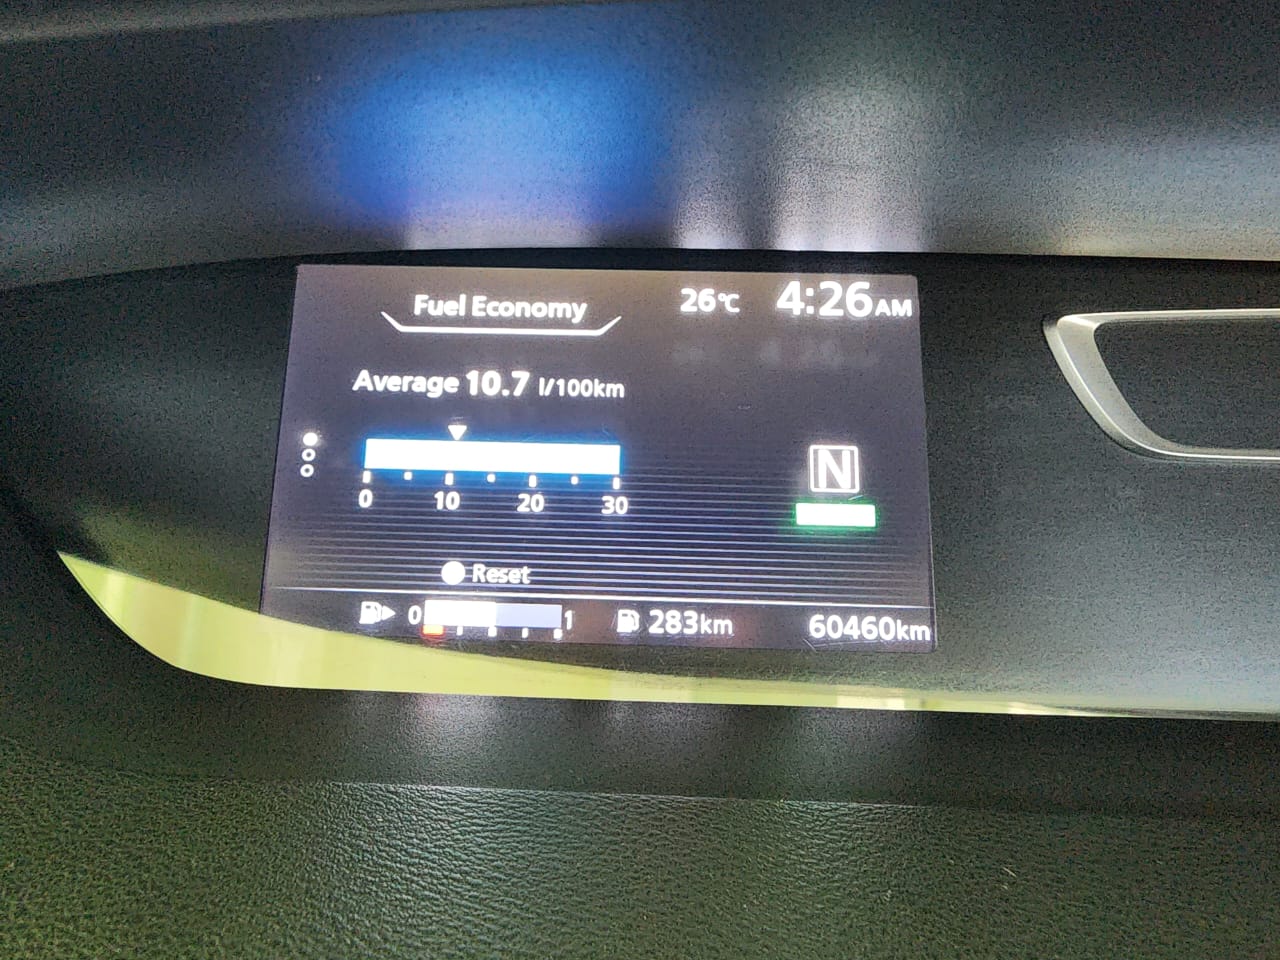 Fuel Economy 26℃ 4:26AM
Average 10.7 l/100km
N
0 10 20 30
Reset
0 1 283km 60460km